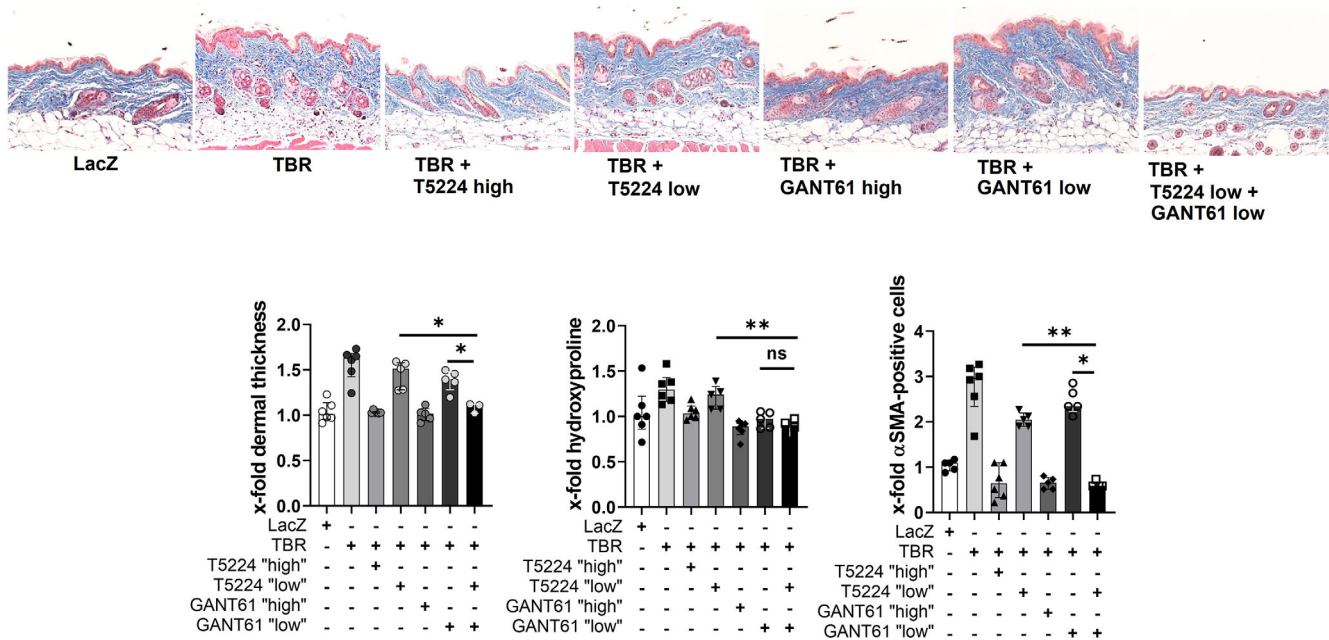 LacZ
TBR
TBR +
T5224 high
TBR +
T5224 low
TBR +
GANT61 high
TBR +
GANT61 low
TBR +
T5224 low +
GANT61 low
x-fold dermal thickness
2.0
1.5
1.0
0.5
0.0
*
*
LacZ + - - - - - -
TBR - + + + + + +
T5224 "high" - - + - - - -
T5224 "low" - - - + - - +
GANT61 "high" - - - - + - -
GANT61 "low" - - - - - + +
x-fold hydroxyproline
2.0
1.5
1.0
0.5
0.0
**
ns
LacZ + - - - - - -
TBR - + + + + + +
T5224 "high" - - + - - - -
T5224 "low" - - - + - - +
GANT61 "high" - - - - + - -
GANT61 "low" - - - - - + +
x-fold αSMA-positive cells
4
3
2
1
0
**
*
LacZ + - - - - - -
TBR - + + + + + +
T5224 "high" - - + - - - -
T5224 "low" - - - + - - +
GANT61 "high" - - - - + - -
GANT61 "low" - - - - - + +